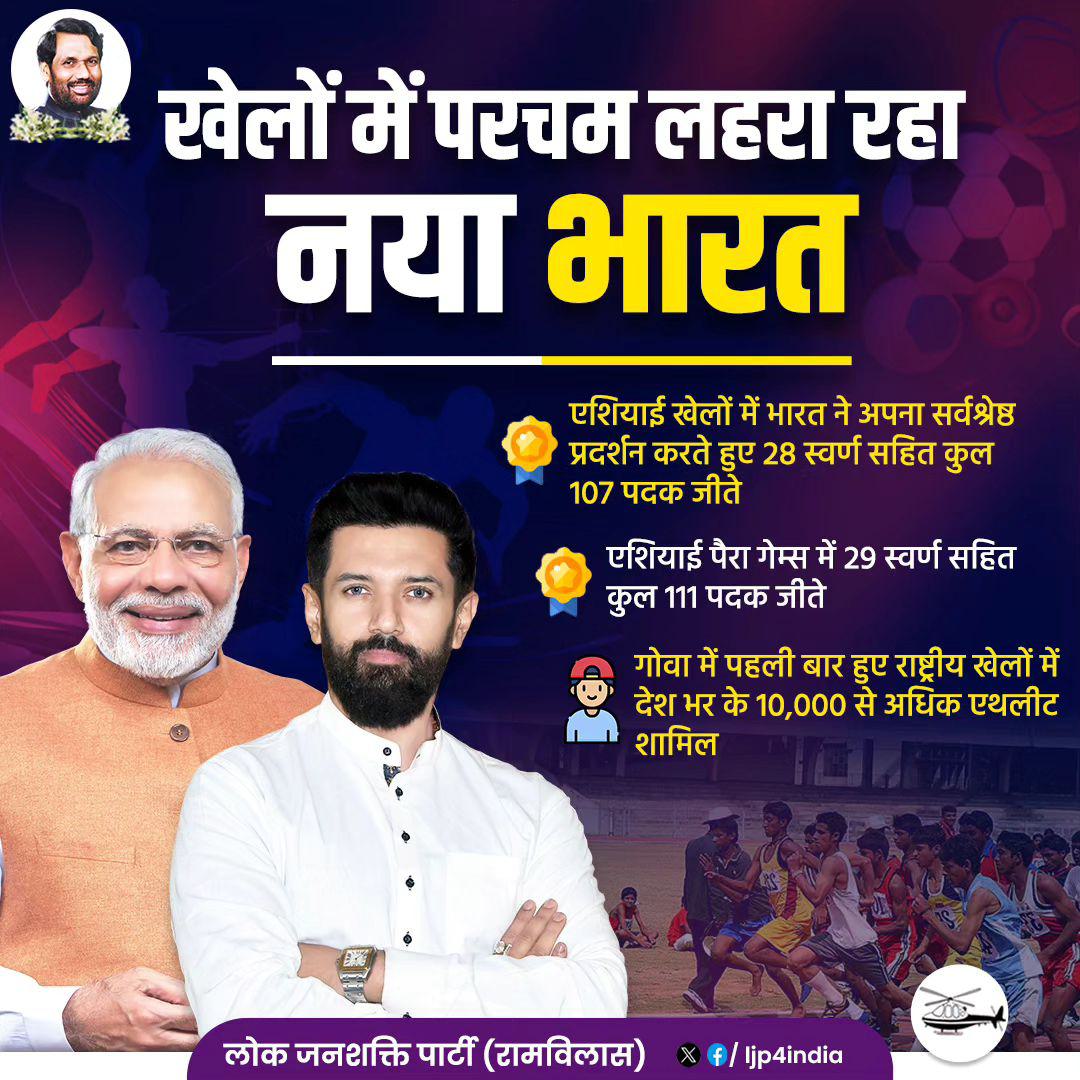 खेलों में परचम लहरा रहा
नया भारत
एशियाई खेलों में भारत ने अपना सर्वश्रेष्ठ
प्रदर्शन करते हुए 28 स्वर्ण सहित कुल
107 पदक जीते
एशियाई पैरा गेम्स में 29 स्वर्ण सहित
कुल 111 पदक जीते
गोवा में पहली बार हुए राष्ट्रीय खेलों में
देश भर के 10,000 से अधिक एथलीट
शामिल
लोक जनशक्ति पार्टी (रामविलास) / ljp4india